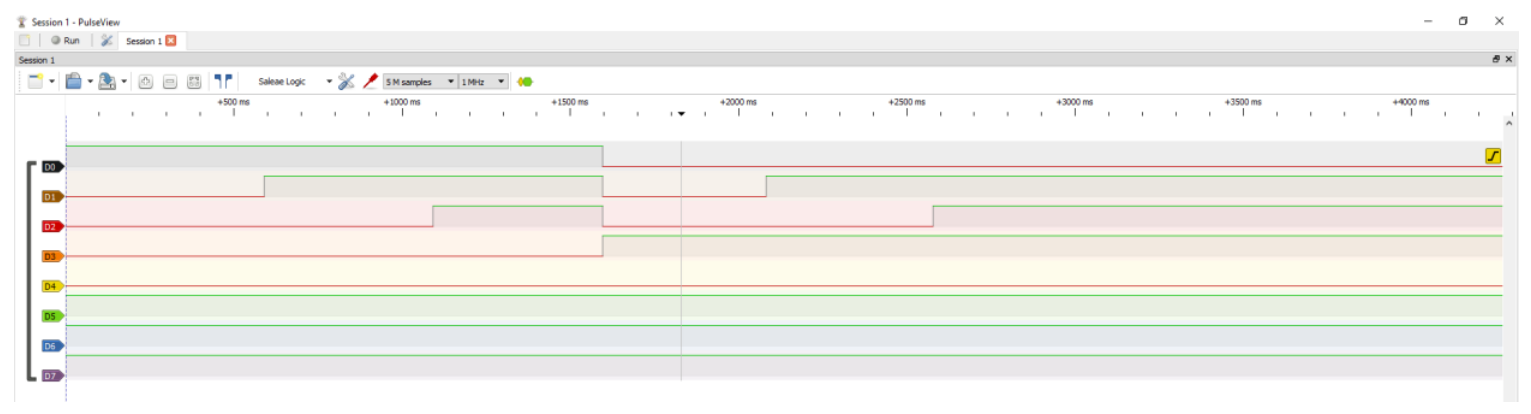 Session 1 - PulseView
Run Session 1
Session 1
Saleae Logic 5 M samples 1 MHz
+500 ms +1000 ms +1500 ms +2000 ms +2500 ms +3000 ms +3500 ms +4000 ms
D0
D1
D2
D3
D4
D5
D6
D7